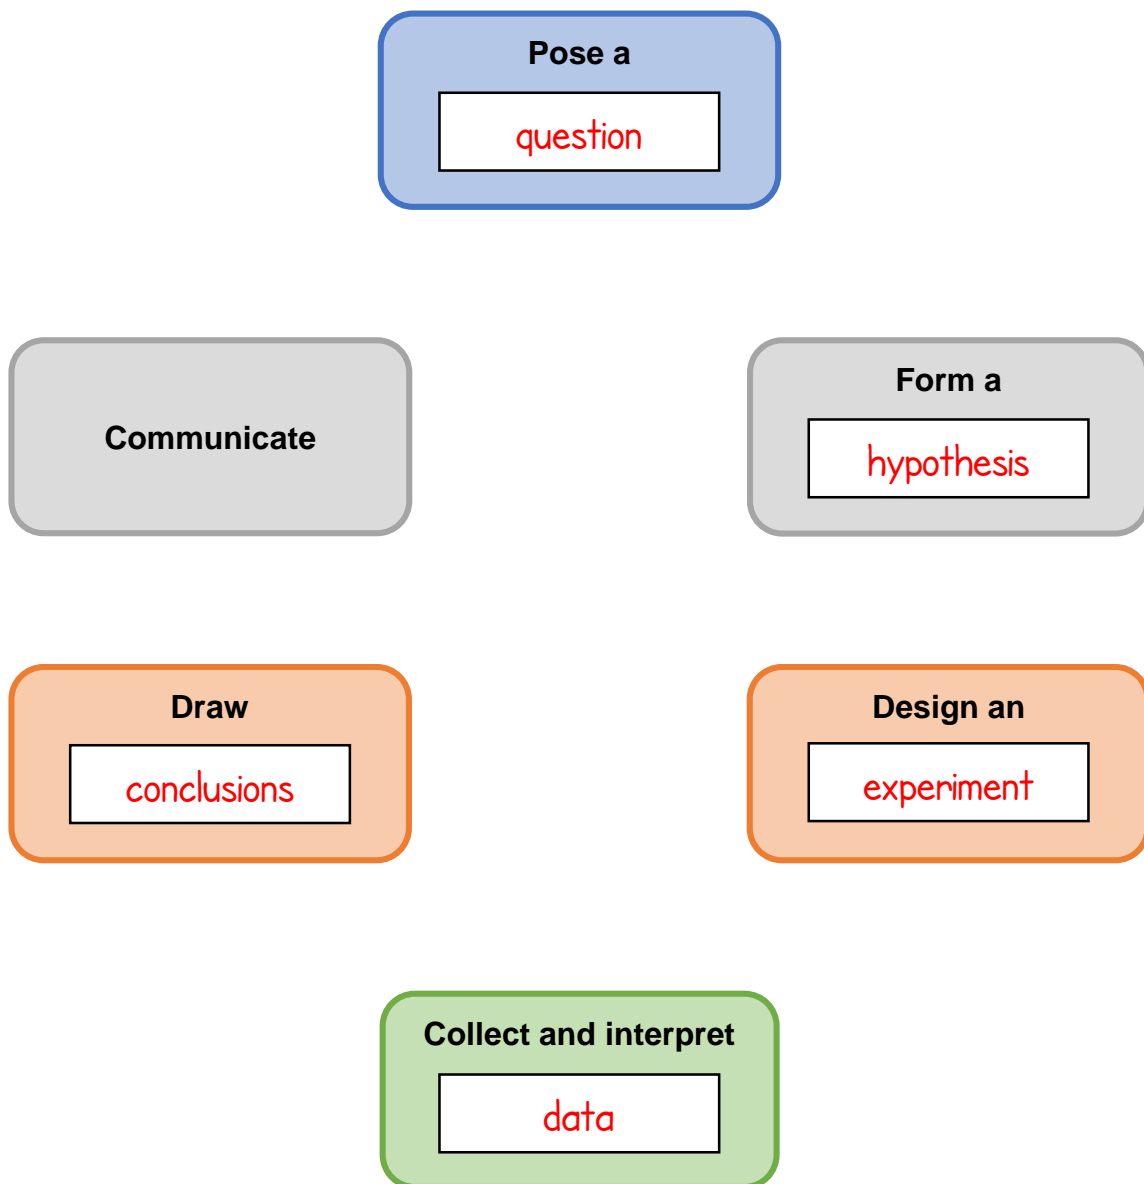 Pose a
question
Communicate
Form a
hypothesis
Draw
conclusions
Design an
experiment
Collect and interpret
data